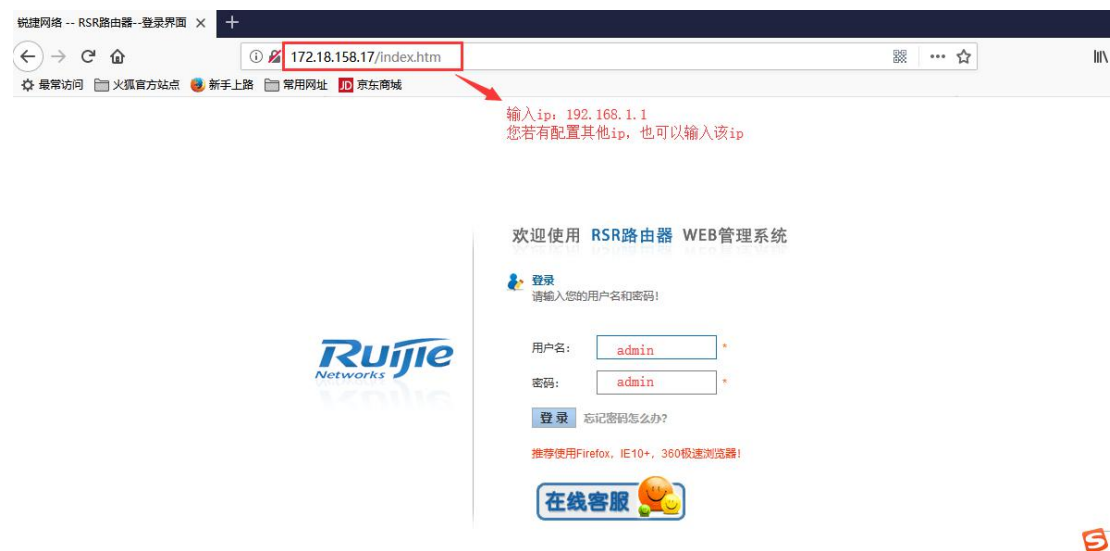 锐捷网络 -- RSR路由器--登录界面
172.18.158.17/index.htm
最常访问 火狐官方站点 新手上路 常用网址 JD 京东商城
输入ip：192.168.1.1
您若有配置其他ip，也可以输入该ip
欢迎使用 RSR路由器 WEB管理系统
登录
请输入您的用户名和密码!
Ruijie
Networks
用户名： admin *
密码： admin *
登录 忘记密码怎么办?
推荐使用Firefox, IE10+, 360极速浏览器!
在线客服
S